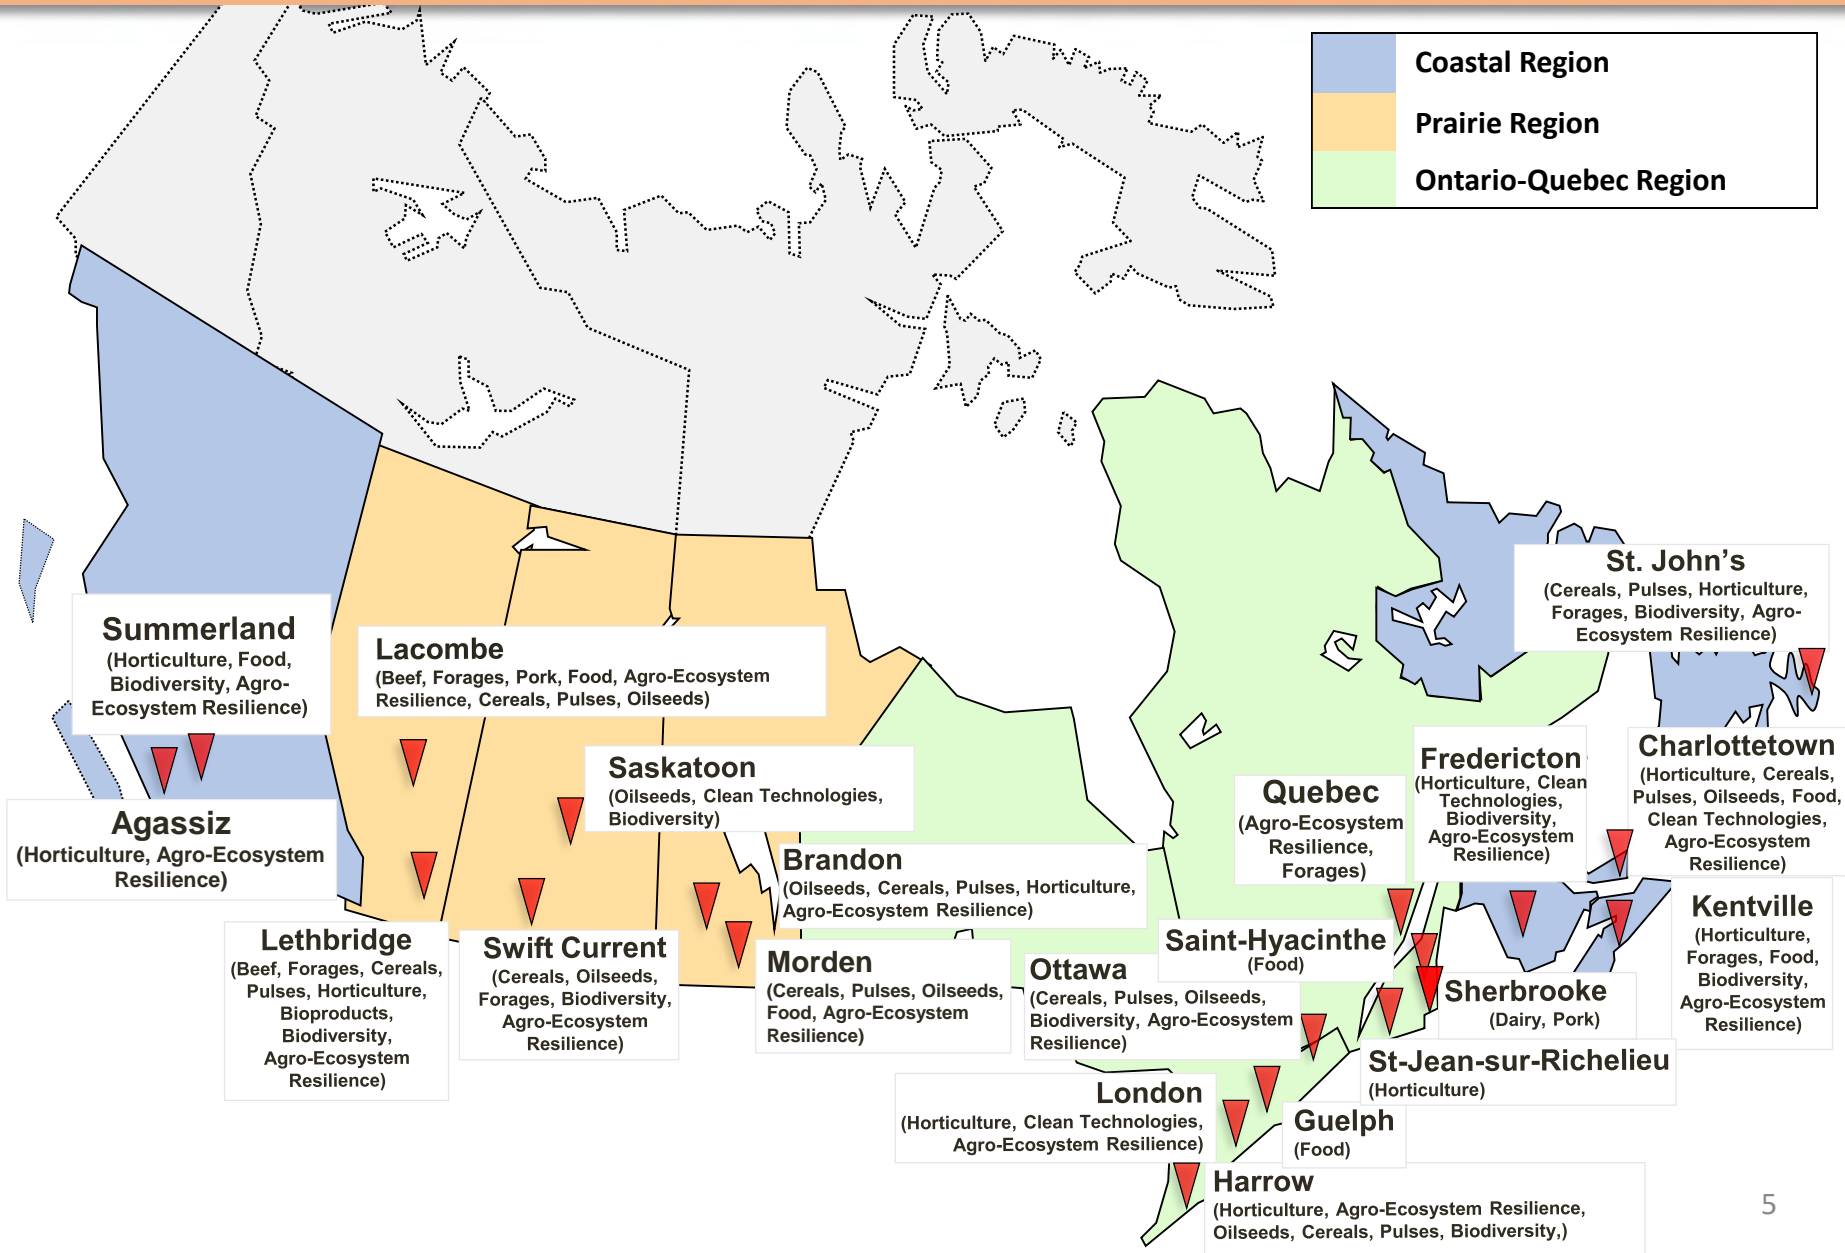 Coastal Region
Prairie Region
Ontario-Quebec Region
St. John's
(Cereals, Pulses, Horticulture,
Forages, Biodiversity, Agro-
Ecosystem Resilience)
Summerland
(Horticulture, Food,
Biodiversity, Agro-
Ecosystem Resilience)
Lacombe
(Beef, Forages, Pork, Food, Agro-Ecosystem
Resilience, Cereals, Pulses, Oilseeds)
Saskatoon
(Oilseeds, Clean Technologies,
Biodiversity)
Quebec
(Agro-Ecosystem
Resilience,
Forages)
Fredericton
(Horticulture, Clean
Technologies,
Biodiversity,
Agro-Ecosystem
Resilience)
Charlottetown
(Horticulture, Cereals,
Pulses, Oilseeds, Food,
Clean Technologies,
Agro-Ecosystem
Resilience)
Agassiz
(Horticulture, Agro-Ecosystem
Resilience)
Brandon
(Oilseeds, Cereals, Pulses, Horticulture,
Agro-Ecosystem Resilience)
Kentville
(Horticulture,
Forages, Food,
Biodiversity,
Agro-Ecosystem
Resilience)
Lethbridge
(Beef, Forages, Cereals,
Pulses, Horticulture,
Bioproducts,
Biodiversity,
Agro-Ecosystem
Resilience)
Swift Current
(Cereals, Oilseeds,
Forages, Biodiversity,
Agro-Ecosystem
Resilience)
Morden
(Cereals, Pulses, Oilseeds,
Food, Agro-Ecosystem
Resilience)
Saint-Hyacinthe
(Food)
Ottawa
(Cereals, Pulses, Oilseeds,
Biodiversity, Agro-Ecosystem
Resilience)
Sherbrooke
(Dairy, Pork)
St-Jean-sur-Richelieu
(Horticulture)
London
(Horticulture, Clean Technologies,
Agro-Ecosystem Resilience)
Guelph
(Food)
Harrow
(Horticulture, Agro-Ecosystem Resilience,
Oilseeds, Cereals, Pulses, Biodiversity,)
5